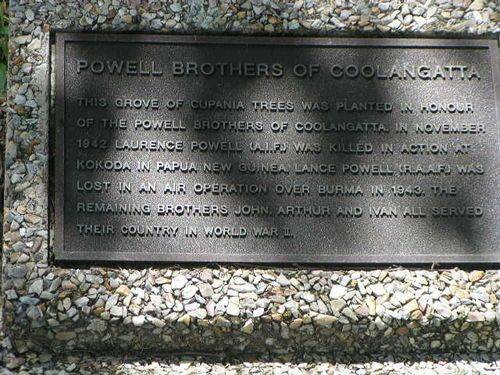 POWELL BROTHERS OF COOLANGATTA
THIS GROVE OF CUPANIA TREES WAS PLANTED IN HONOUR
OF THE POWELL BROTHERS OF COOLANGATTA. IN NOVEMBER
1942 LAURENCE POWELL (A.I.F.) WAS KILLED IN ACTION AT
KOKODA IN PAPUA NEW GUINEA. LANCE POWELL (R.A.A.F.) WAS
LOST IN AN AIR OPERATION OVER BURMA IN 1943. THE
REMAINING BROTHERS JOHN, ARTHUR AND IVAN ALL SERVED
THEIR COUNTRY IN WORLD WAR II.